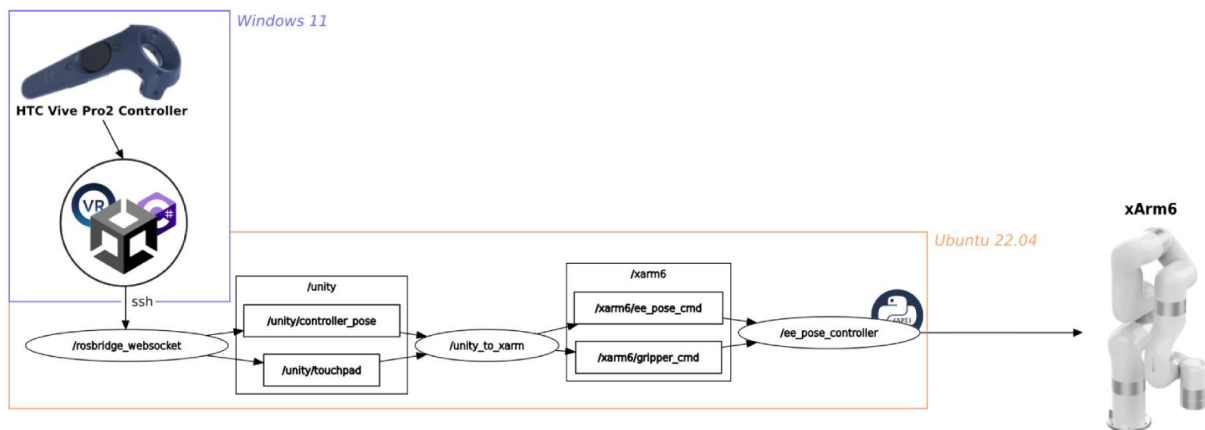 Windows 11
HTC Vive Pro2 Controller
VR
#
ssh
Ubuntu 22.04
/rosbridge_websocket
/unity
/unity/controller_pose
/unity/touchpad
/unity_to_xarm
/xarm6
/xarm6/ee_pose_cmd
/xarm6/gripper_cmd
{API}
/ee_pose_controller
xArm6